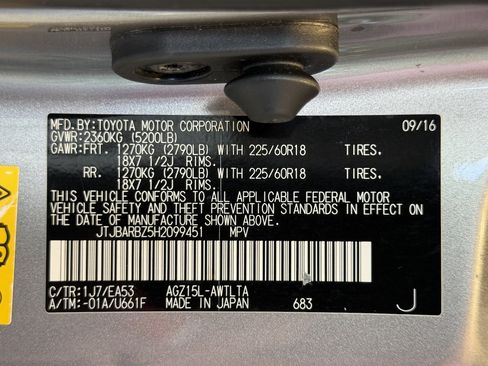 MFD.BY:TOYOTA MOTOR CORPORATION 09/16
GVWR:2360KG (5200LB)
GAWR:FRT. 1270KG (2790LB) WITH 225/60R18 TIRES.
18X7 1/2J RIMS.
RR. 1270KG (2790LB) WITH 225/60R18 TIRES.
18X7 1/2J RIMS.
THIS VEHICLE CONFORMS TO ALL APPLICABLE FEDERAL MOTOR
VEHICLE SAFETY AND THEFT PREVENTION STANDARDS IN EFFECT
ON THE DATE OF MANUFACTURE SHOWN ABOVE.
JTJBARBZ5H2099451 MPV
C/TR:1J7/EA53 AGZ15L-AWTLTA
A/TM:-01A/U661F MADE IN JAPAN 683 J